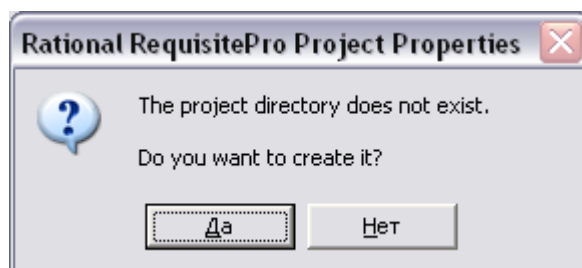 Rational RequisitePro Project Properties
The project directory does not exist.
Do you want to create it?
Да
Нет